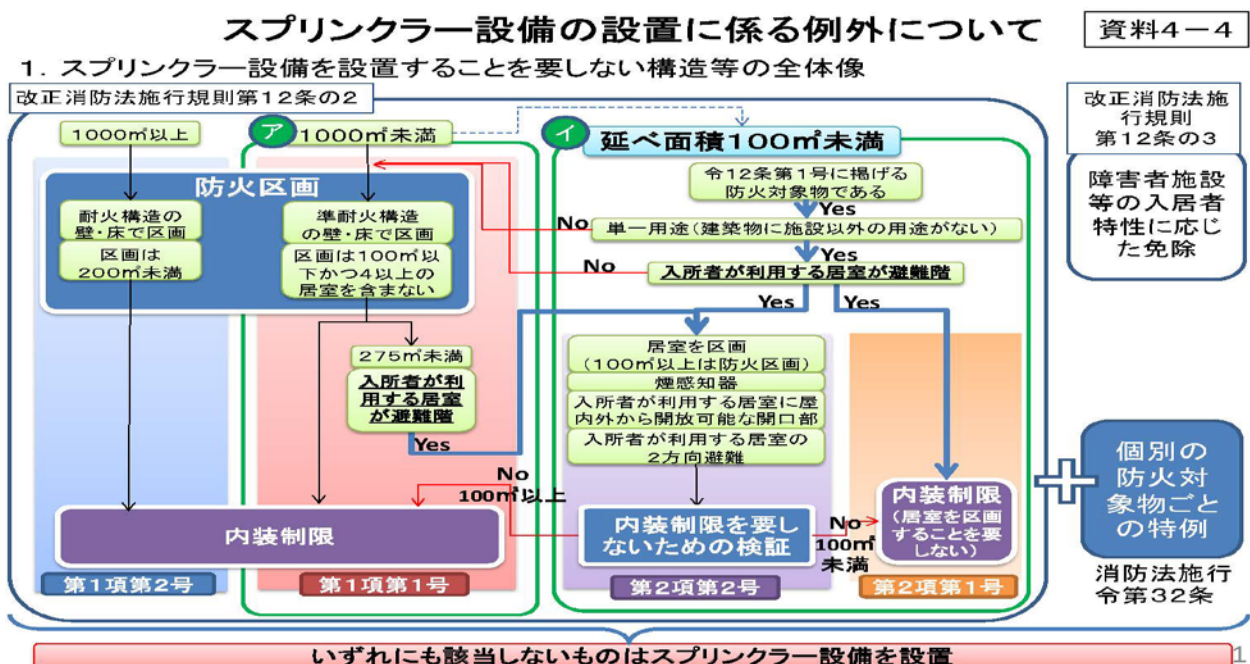 スプリンクラー設備の設置に係る例外について
資料4－4
1．スプリンクラー設備を設置することを要しない構造等の全体像
改正消防法施行規則第12条の2
1000㎡以上
ア
1000㎡未満
イ
延べ面積100㎡未満
改正消防法施
行規則
第12条の3
障害者施設
等の入居者
特性に応じ
た免除
防火区画
耐火構造の
壁・床で区画
区画は
200㎡未満
準耐火構造
の壁・床で区画
区画は100㎡以
下かつ4以上の
居室を含まない
令12条第1号に掲げる
防火対象物である
Yes
No
単一用途(建築物に施設以外の用途がない)
Yes
No
入所者が利用する居室が避難階
Yes
Yes
275㎡未満
入所者が利
用する居室
が避難階
Yes
居室を区画
(100㎡以上は防火区画)
煙感知器
入所者が利用する居室に屋
内外から開放可能な開口部
入所者が利用する居室の
2方向避難
No
100㎡以上
内装制限
内装制限を要し
ないための検証
No
100㎡
未満
内装制限
(居室を区画
することを要
しない)
個別の
防火対
象物ごと
の特例
消防法施行
令第32条
第1項第2号
第1項第1号
第2項第2号
第2項第1号
いずれにも該当しないものはスプリンクラー設備を設置
1